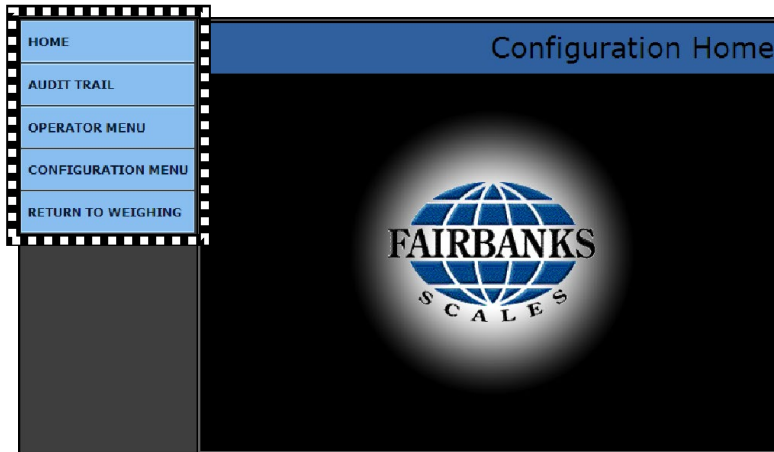 HOME
AUDIT TRAIL
OPERATOR MENU
CONFIGURATION MENU
RETURN TO WEIGHING
Configuration Home
FAIRBANKS
SCALES